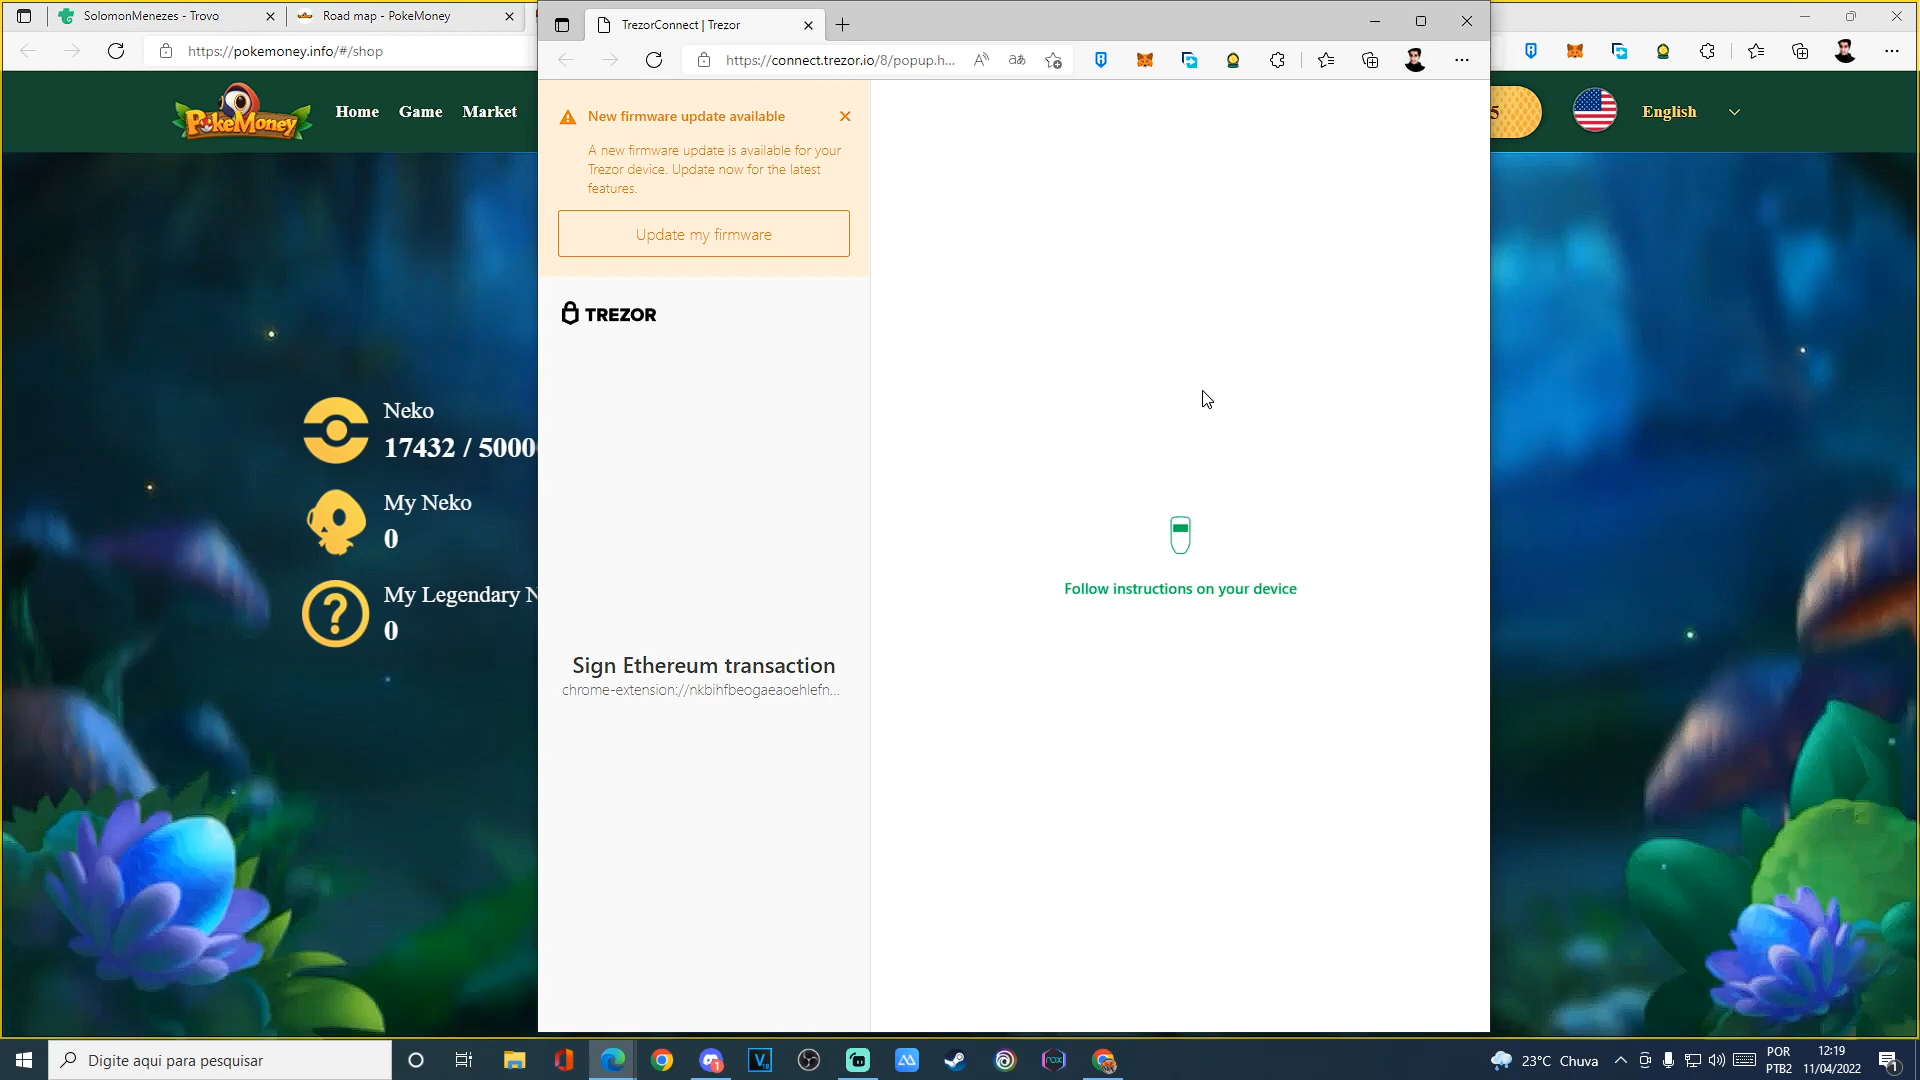 SolomonMenezes - Trovo
Road map - PokeMoney
https://pokemoney.info/#/shop
TrezorConnect | Trezor
https://connect.trezor.io/8/popup.h...
PokeMoney
Home
Game
Market
5
English
New firmware update available
A new firmware update is available for your
Trezor device. Update now for the latest
features.
Update my firmware
TREZOR
Neko
17432 / 5000
My Neko
0
My Legendary N
0
Follow instructions on your device
Sign Ethereum transaction
chrome-extension://nkbihfbeogaeaoehlefn...
Digite aqui para pesquisar
23°C Chuva
POR
PTB2
12:19
11/04/2022